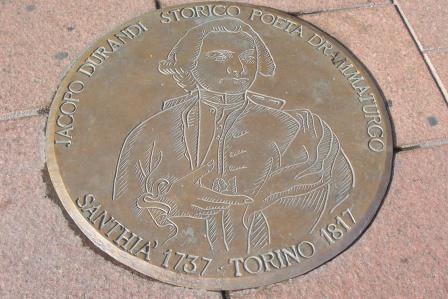 JACOPO DURANDI STORICO POETA DRAMMATURGO
SANTHIA' 1737 - TORINO 1817